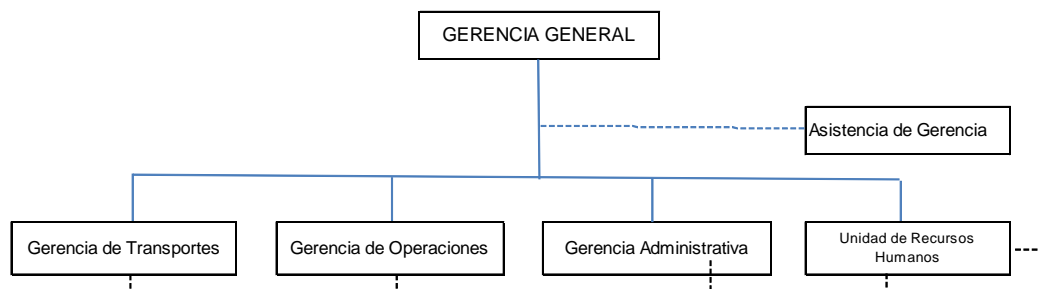 GERENCIA GENERAL
Asistencia de Gerencia
Gerencia de Transportes
Gerencia de Operaciones
Gerencia Administrativa
Unidad de Recursos
Humanos